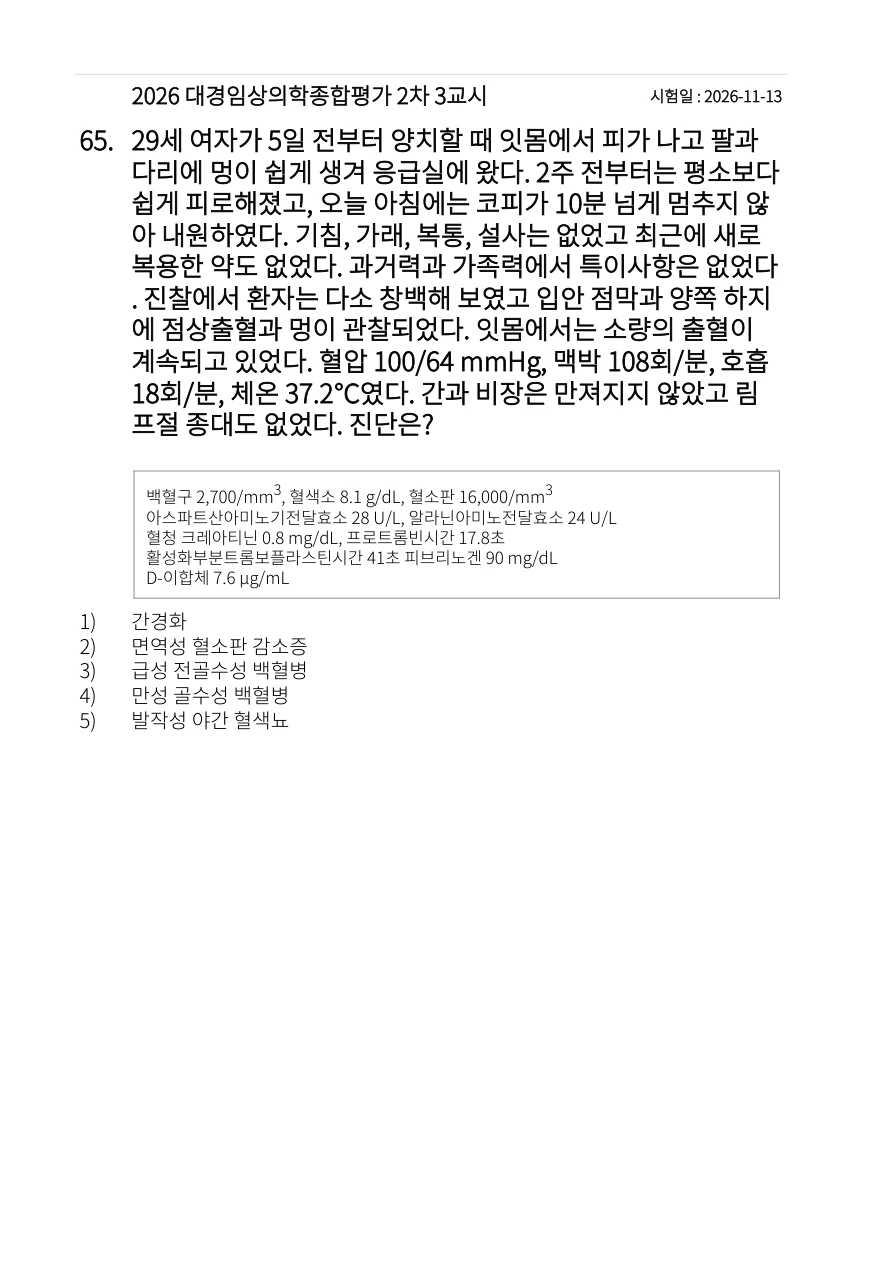 2026 대경임상의학종합평가 2차 3교시
시험일 : 2026-11-13
65. 29세 여자가 5일 전부터 양치할 때 잇몸에서 피가 나고 팔과
다리에 멍이 쉽게 생겨 응급실에 왔다. 2주 전부터는 평소보다
쉽게 피로해졌고, 오늘 아침에는 코피가 10분 넘게 멈추지 않
아 내원하였다. 기침, 가래, 복통, 설사는 없었고 최근에 새로
복용한 약도 없었다. 과거력과 가족력에서 특이사항은 없었다
. 진찰에서 환자는 다소 창백해 보였고 입안 점막과 양쪽 하지
에 점상출혈과 멍이 관찰되었다. 잇몸에서는 소량의 출혈이
계속되고 있었다. 혈압 100/64 mmHg, 맥박 108회/분, 호흡
18회/분, 체온 37.2℃였다. 간과 비장은 만져지지 않았고 림
프절 종대도 없었다. 진단은?
백혈구 2,700/mm³, 혈색소 8.1 g/dL, 혈소판 16,000/mm³
아스파트산아미노기전달효소 28 U/L, 알라닌아미노전달효소 24 U/L
혈청 크레아티닌 0.8 mg/dL, 프로트롬빈시간 17.8초
활성화부분트롬보플라스틴시간 41초 피브리노겐 90 mg/dL
D-이합체 7.6 µg/mL
1) 간경화
2) 면역성 혈소판 감소증
3) 급성 전골수성 백혈병
4) 만성 골수성 백혈병
5) 발작성 야간 혈색뇨